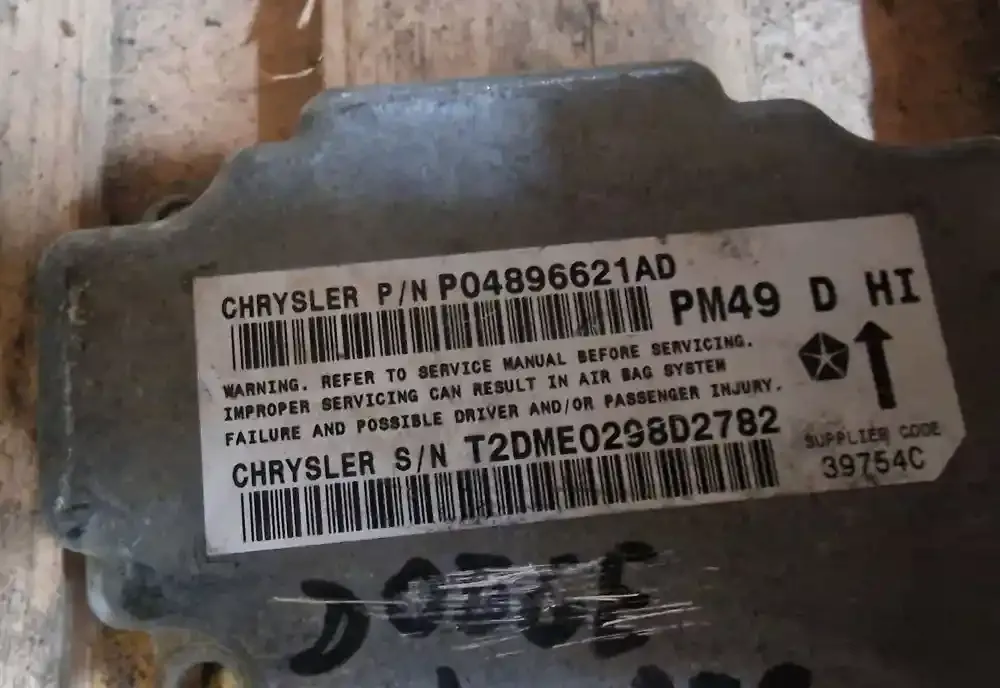 CHRYSLER P/N P04896621AD
PM49 D HI
WARNING. REFER TO SERVICE MANUAL BEFORE SERVICING.
IMPROPER SERVICING CAN RESULT IN AIR BAG SYSTEM
FAILURE AND POSSIBLE DRIVER AND/OR PASSENGER INJURY.
CHRYSLER S/N T2DME0298D2782
SUPPLIER CODE
39754C
DODGE